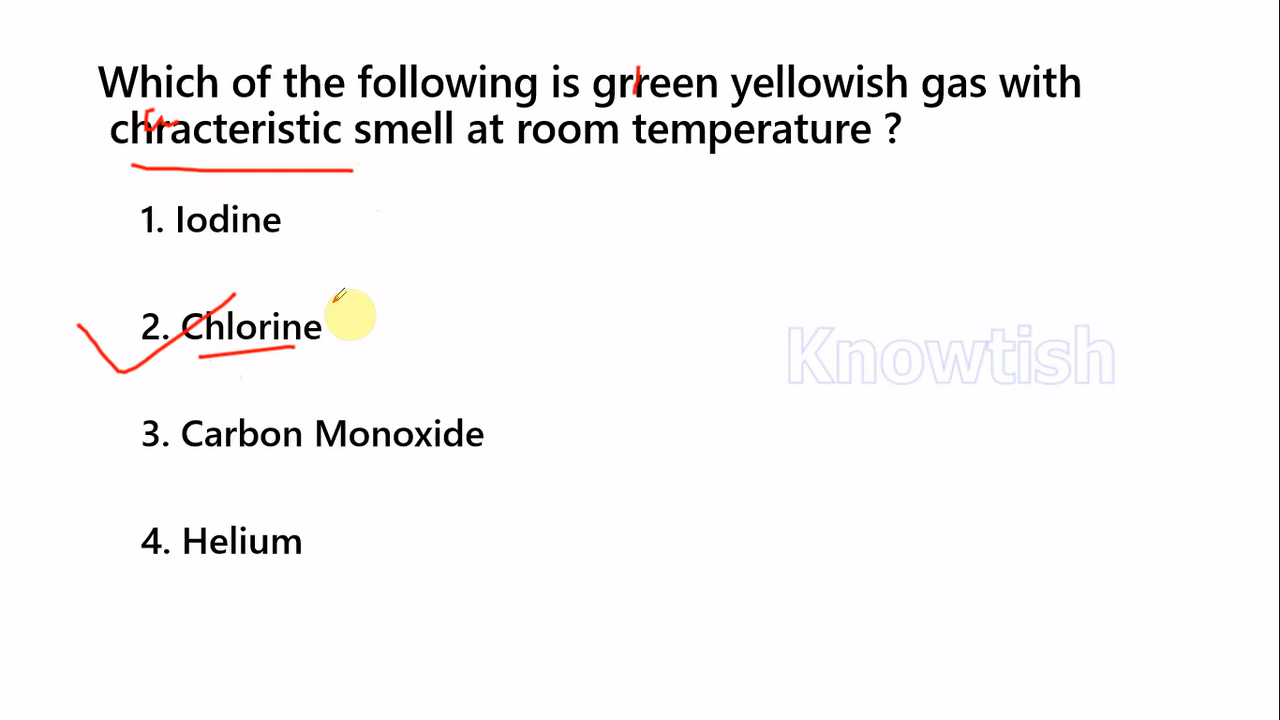 Which of the following is grreen yellowish gas with
chracteristic smell at room temperature ?
1. Iodine
2. Chlorine
Knowtish
3. Carbon Monoxide
4. Helium